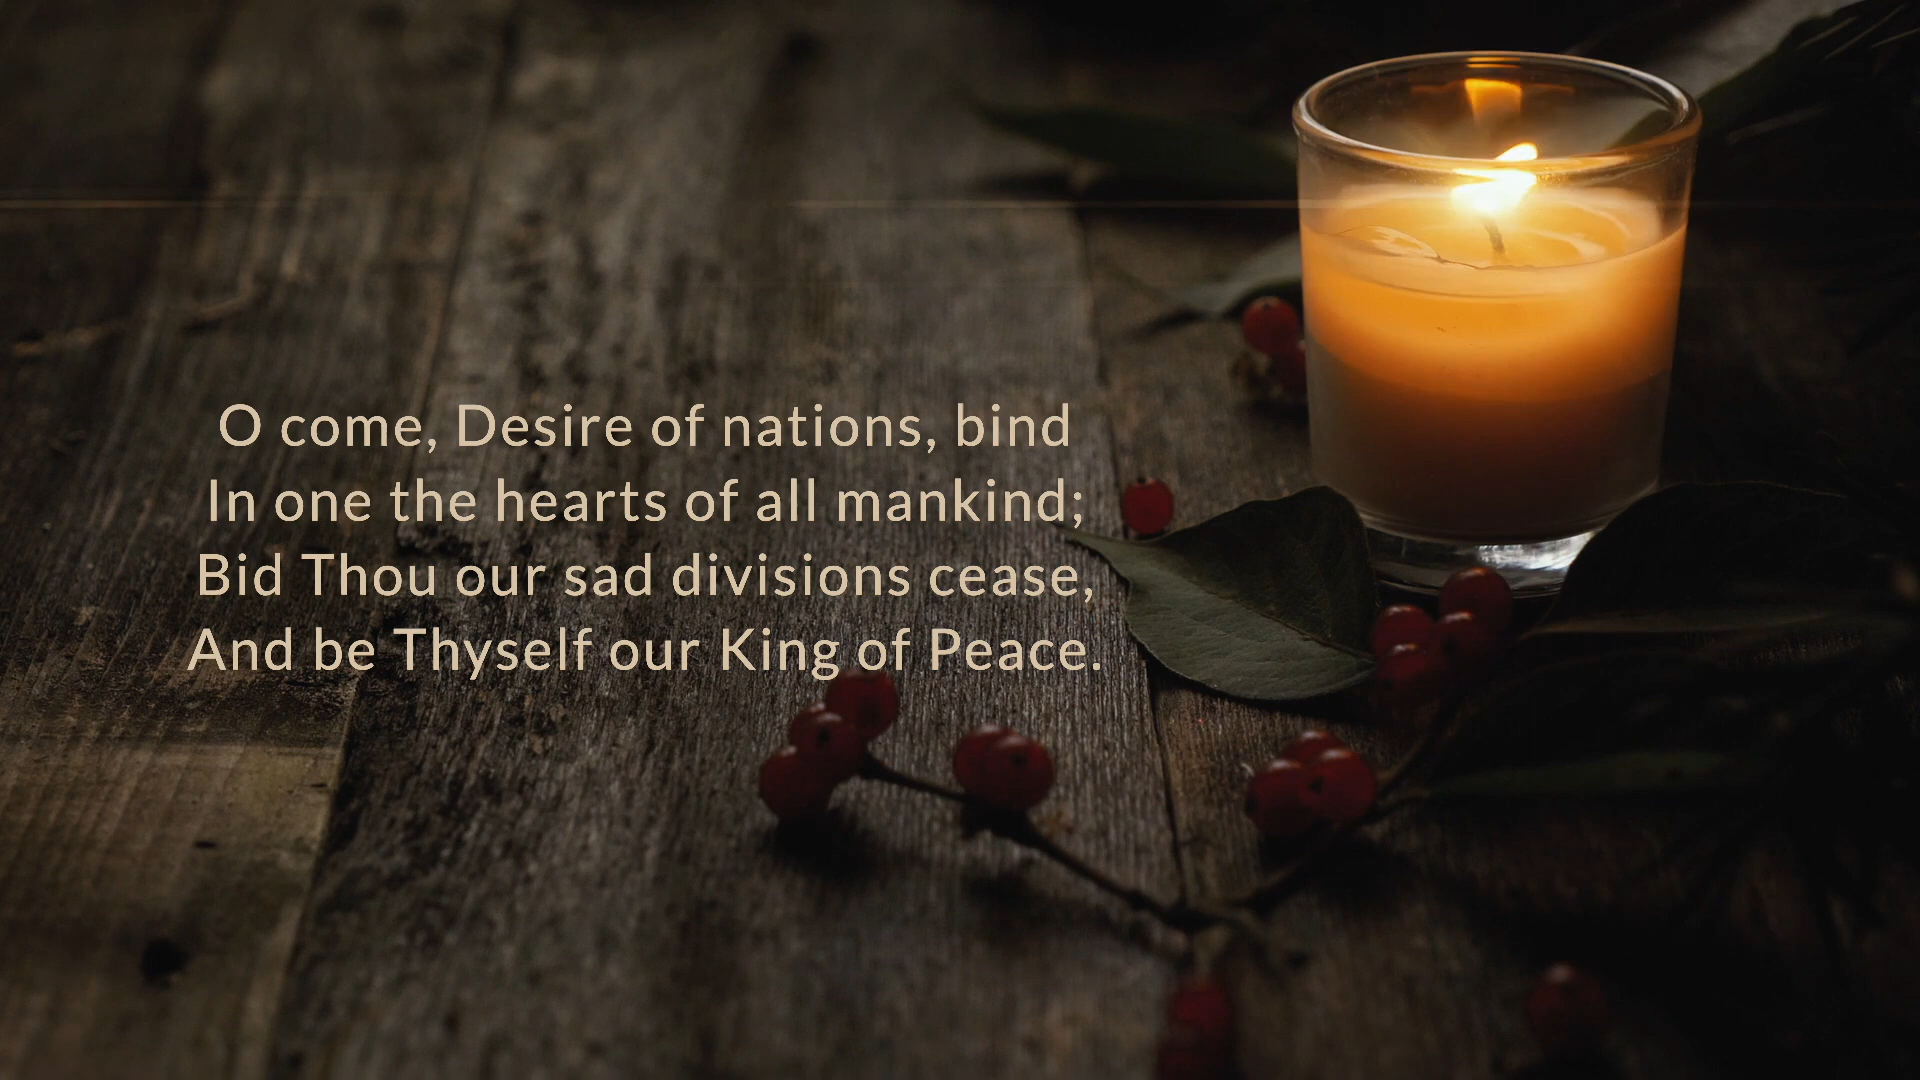 O come, Desire of nations, bind
In one the hearts of all mankind;
Bid Thou our sad divisions cease,
And be Thyself our King of Peace.